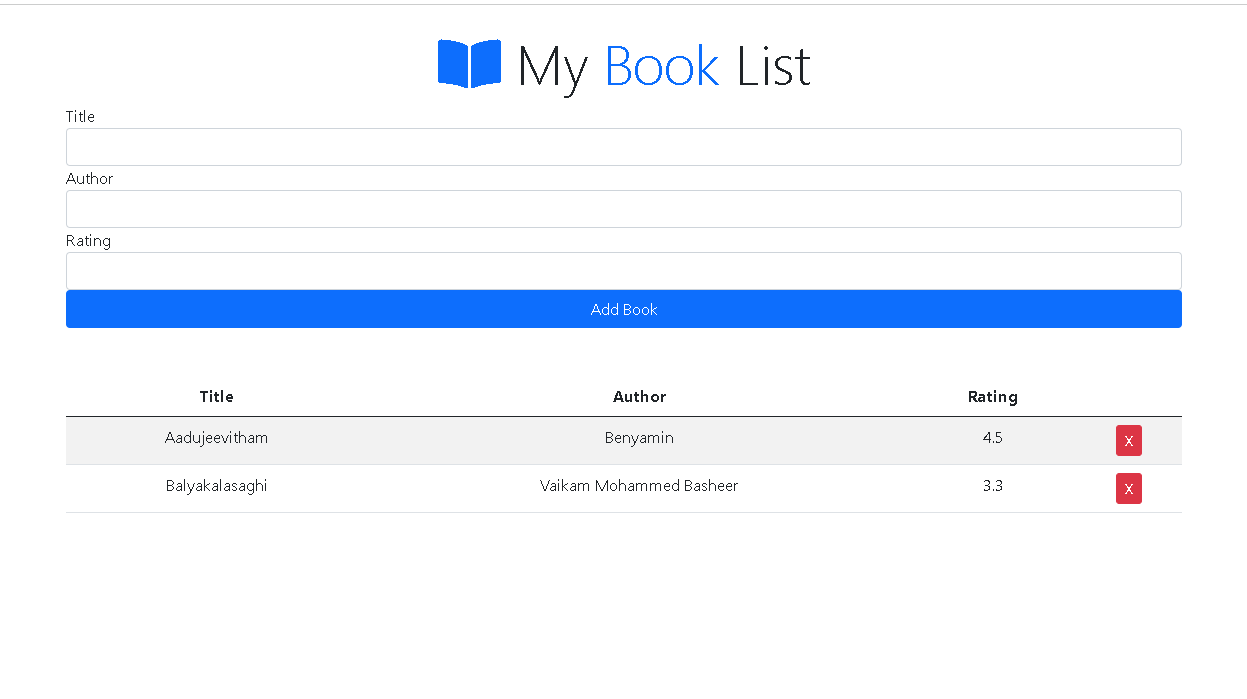 My Book List
Title
Author
Rating
Add Book
Title Author Rating
Aadujeevitham Benyamin 4.5 X
Balyakalasaghi Vaikam Mohammed Basheer 3.3 X